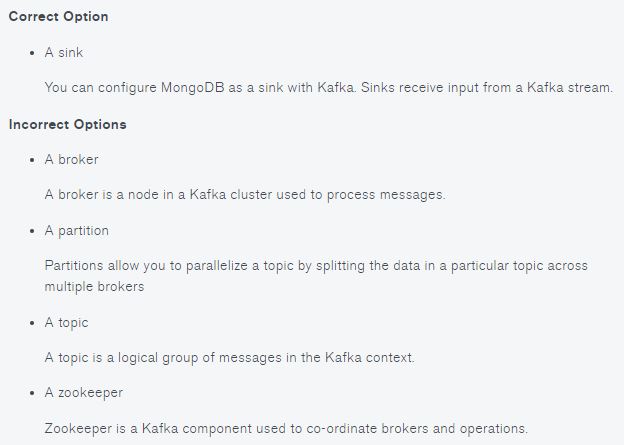 Correct Option
• A sink
You can configure MongoDB as a sink with Kafka. Sinks receive input from a Kafka stream.
Incorrect Options
• A broker
A broker is a node in a Kafka cluster used to process messages.
• A partition
Partitions allow you to parallelize a topic by splitting the data in a particular topic across
multiple brokers
• A topic
A topic is a logical group of messages in the Kafka context.
• A zookeeper
Zookeeper is a Kafka component used to co-ordinate brokers and operations.